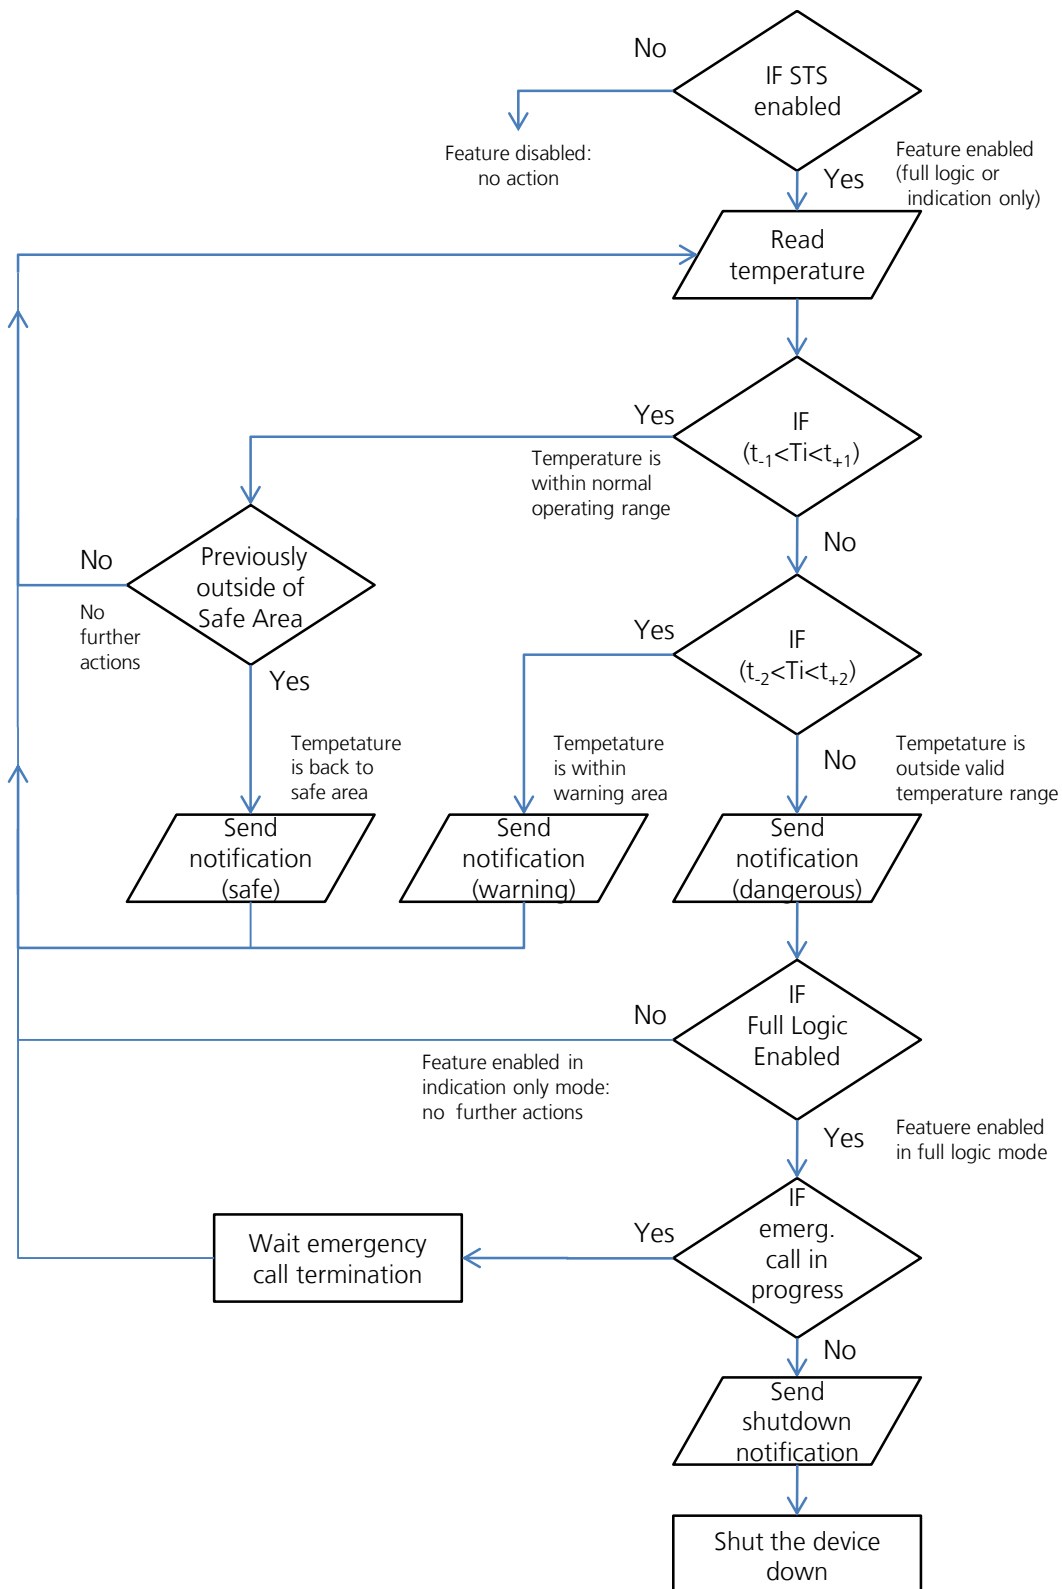 No
IF STS
enabled
Feature disabled:
no action
Yes
Feature enabled
(full logic or
indication only)
Read
temperature
Yes
IF
(t-1<Ti<t+1)
Temperature is
within normal
operating range
No
No
Previously
outside of
Safe Area
No
further
actions
Yes
Yes
IF
(t-2<Ti<t+2)
Tempetature
is back to
safe area
Tempetature
is within
warning area
No
Tempetature is
outside valid
temperature range
Send
notification
(safe)
Send
notification
(warning)
Send
notification
(dangerous)
No
IF
Full Logic
Enabled
Feature enabled in
indication only mode:
no further actions
Yes
Featuere enabled
in full logic mode
Wait emergency
call termination
Yes
IF
emerg.
call in
progress
No
Send
shutdown
notification
Shut the device
down